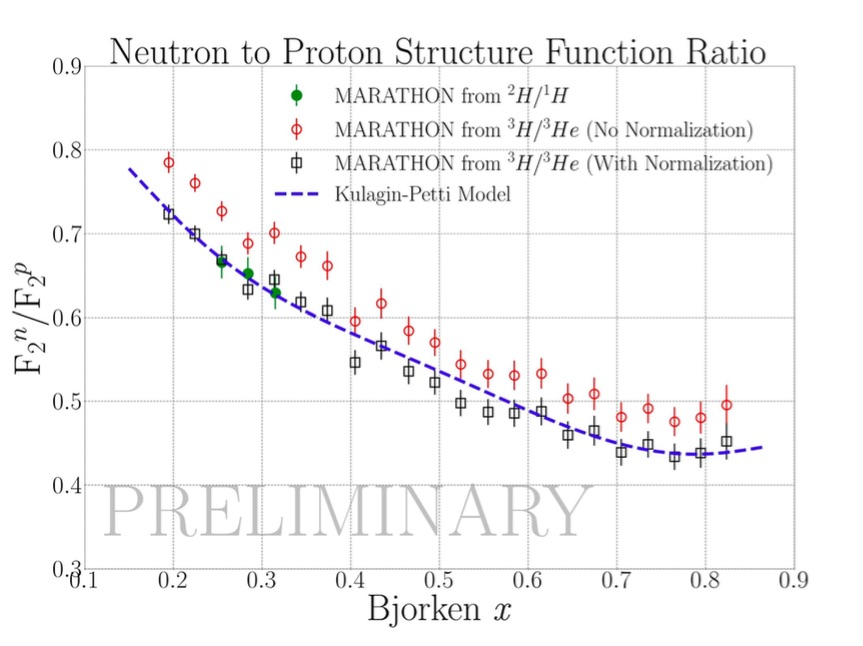 Neutron to Proton Structure Function Ratio
MARATHON from ²H/¹H
MARATHON from ³H/³He (No Normalization)
MARATHON from ³H/³He (With Normalization)
Kulagin-Petti Model
0.9
0.8
0.7
0.6
0.5
0.4
0.3
F₂ⁿ/F₂ᵖ
PRELIMINARY
0.1 0.2 0.3 0.4 0.5 0.6 0.7 0.8 0.9
Bjorken x